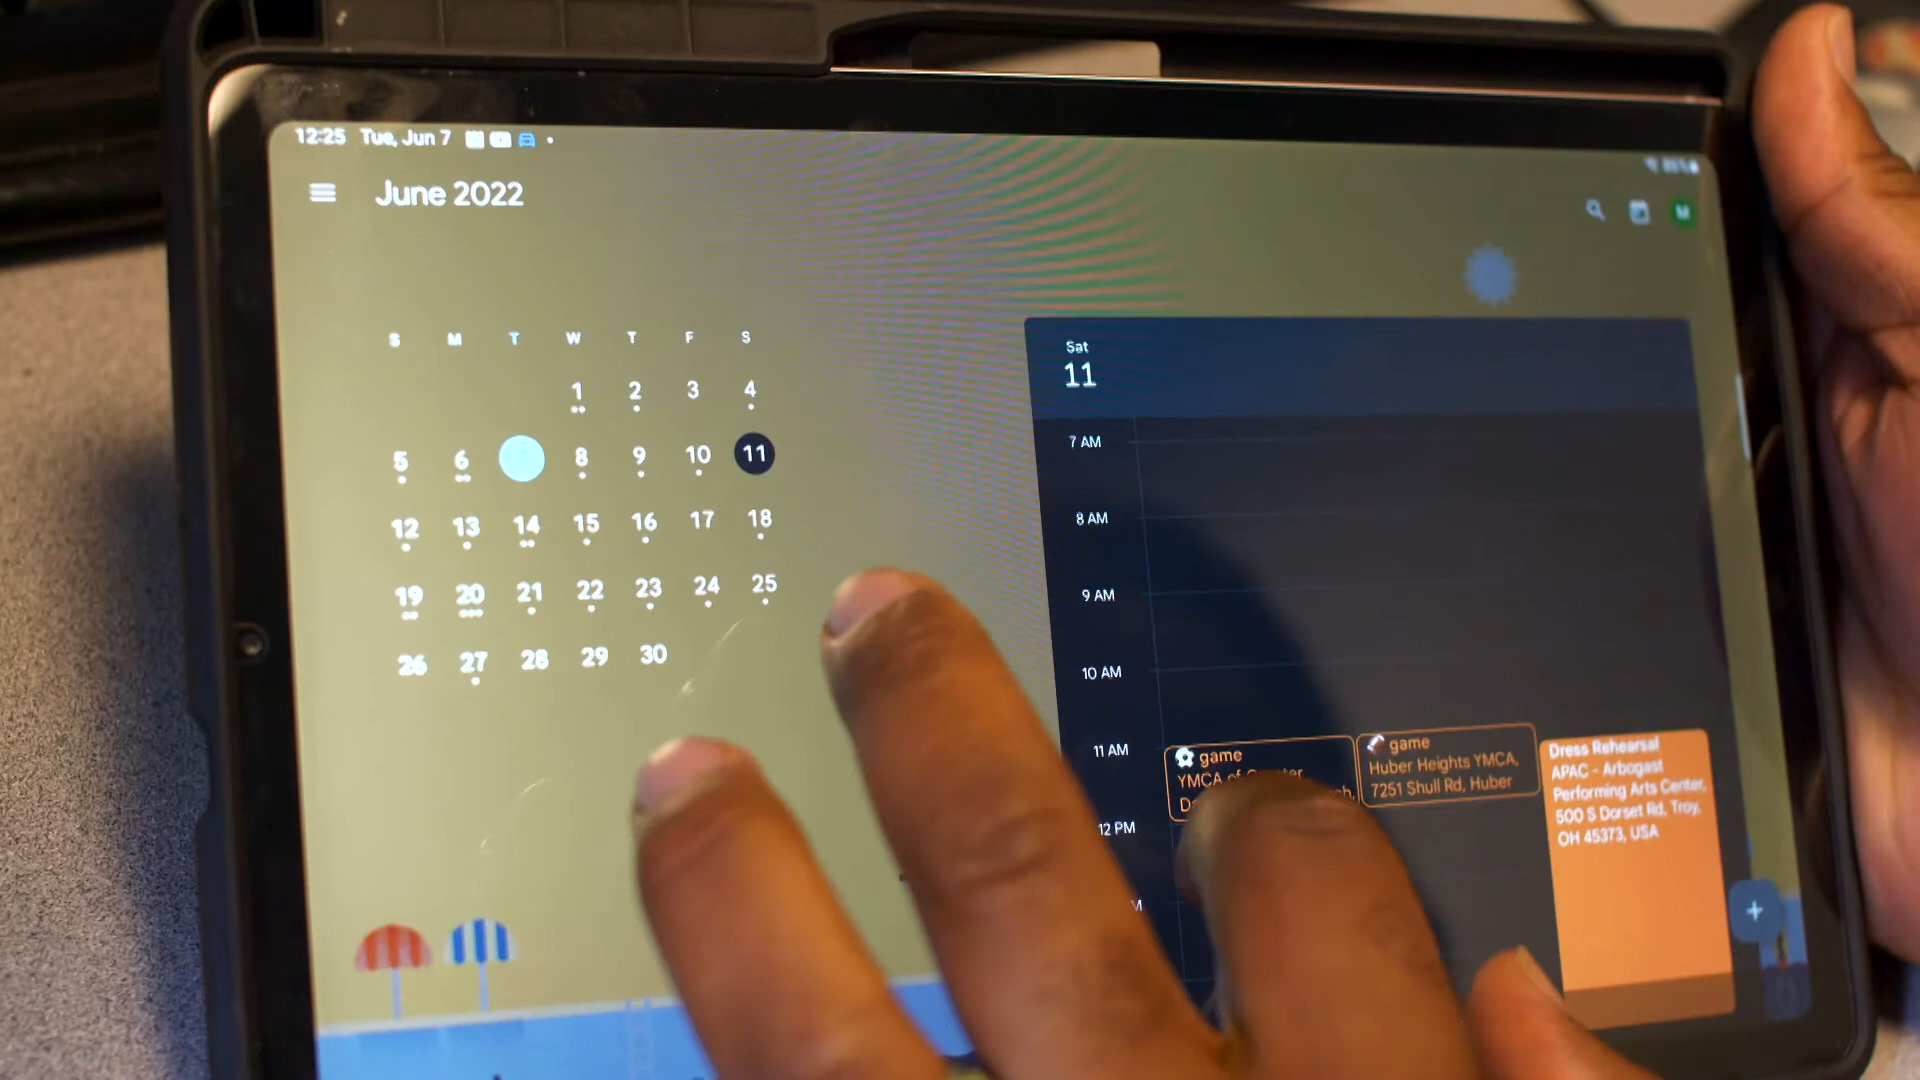 12:25 Tue, Jun 7
June 2022
M
S M T W T F S
1 2 3 4
5 6 8 9 10 11
12 13 14 15 16 17 18
19 20 21 22 23 24 25
26 27 28 29 30
Sat
11
7 AM
8 AM
9 AM
10 AM
11 AM
12 PM
game
YMCA of
game
Huber Heights YMCA,
7251 Shull Rd, Huber
Dress Rehearsal
APAC - Arbogast
Performing Arts Center,
500 S Dorset Rd, Troy,
OH 45373, USA
+